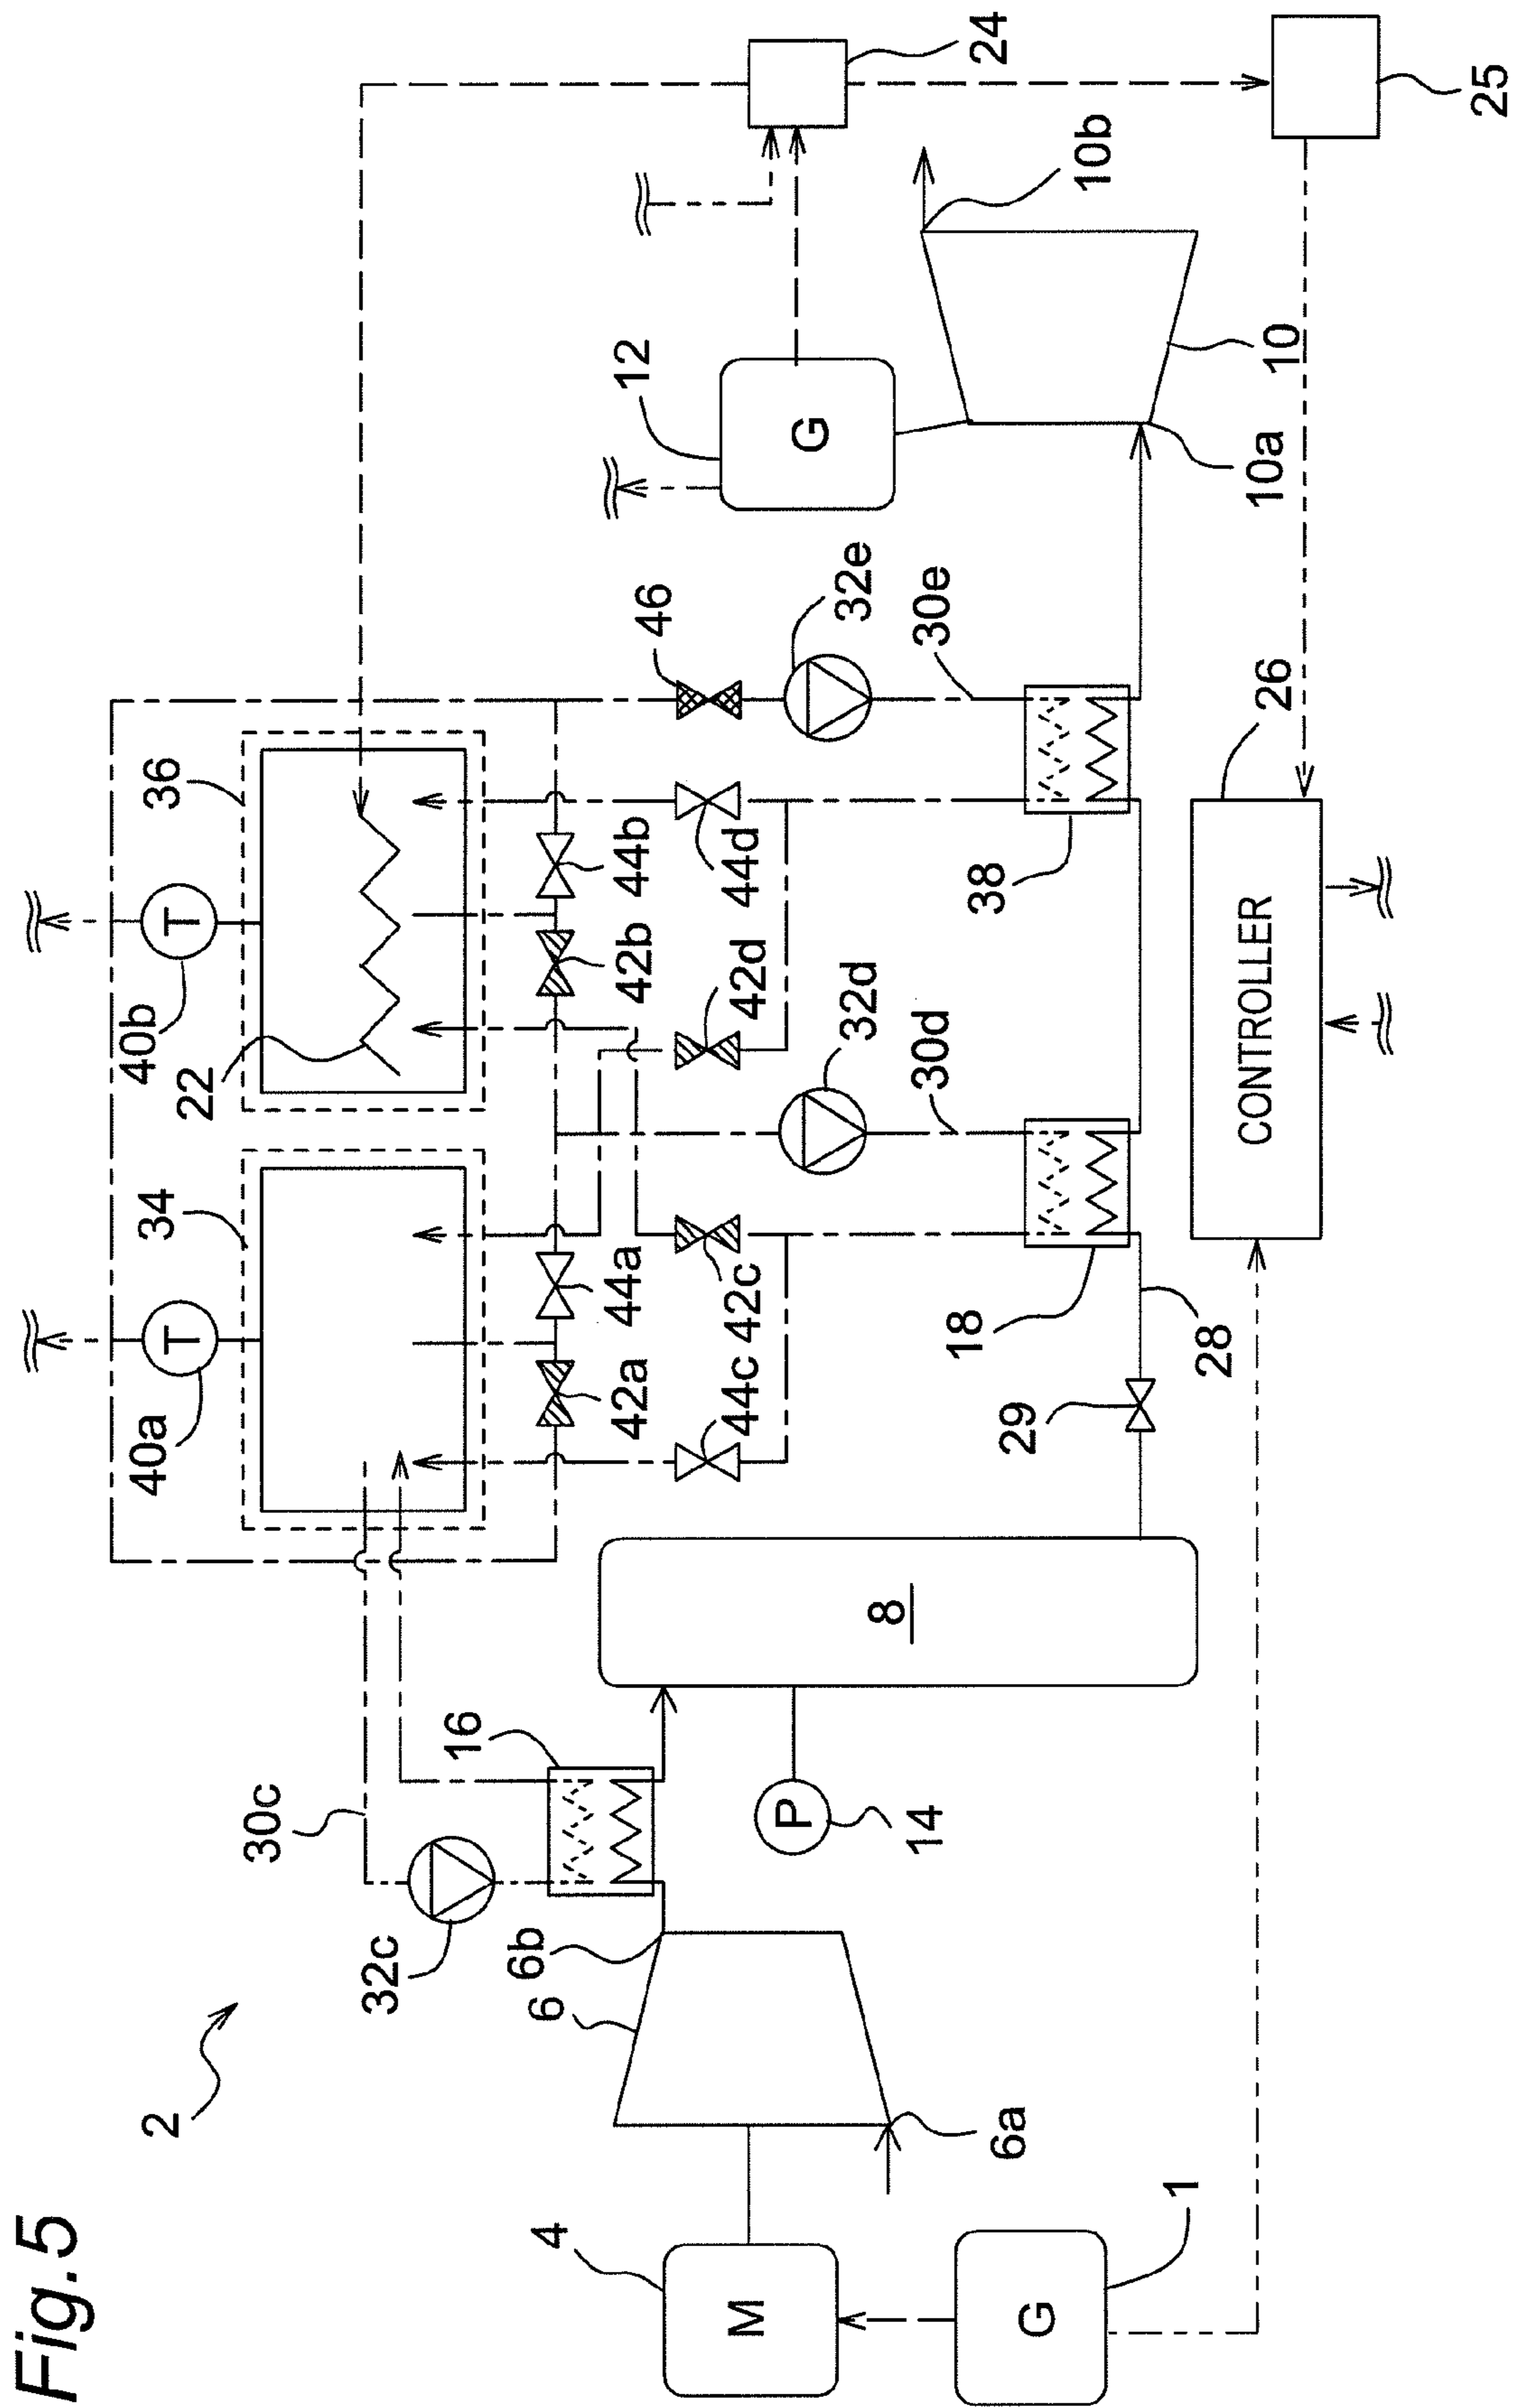 Fig.5
2
4
M
G
1
6
6a
6b
32c
30c
16
P
14
8
40a
T
34
42a
44a
44c
42c
29
28
18
30d
32d
40b
T
36
22
42b
44b
42d
44d
46
32e
30e
38
CONTROLLER
26
12
G
10
10a
10b
24
25